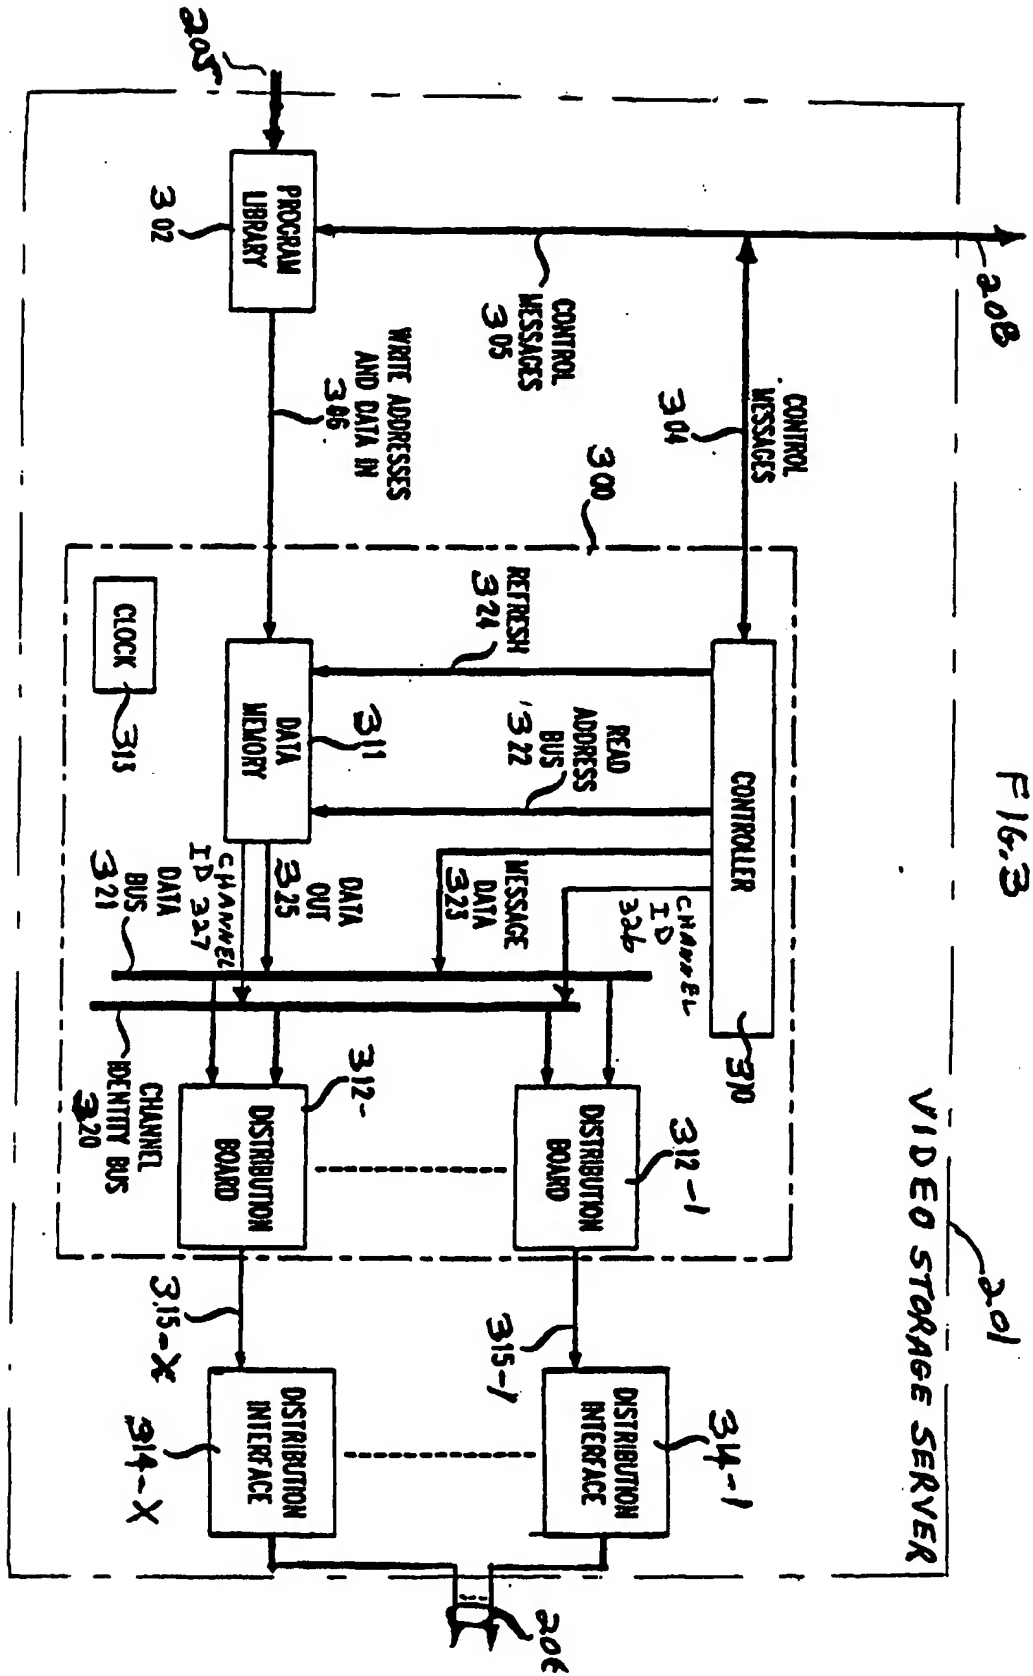 FIG.3
VIDEO STORAGE SERVER
201
208
CONTROL
MESSAGES
304
CONTROL
MESSAGES
305
300
205
PROGRAM
LIBRARY
302
WRITE ADDRESSES
AND DATA IN
306
CONTROLLER
310
REFRESH
324
READ
ADDRESS
BUS
322
MESSAGE
DATA
323
CHANNEL
ID
326
311
DATA
MEMORY
CLOCK
313
DATA
OUT
325
CHANNEL
ID 327
DATA
BUS
321
CHANNEL
IDENTITY BUS
320
312-1
DISTRIBUTION
BOARD
312-
DISTRIBUTION
BOARD
315-1
315-X
314-1
DISTRIBUTION
INTERFACE
DISTRIBUTION
INTERFACE
314-X
206